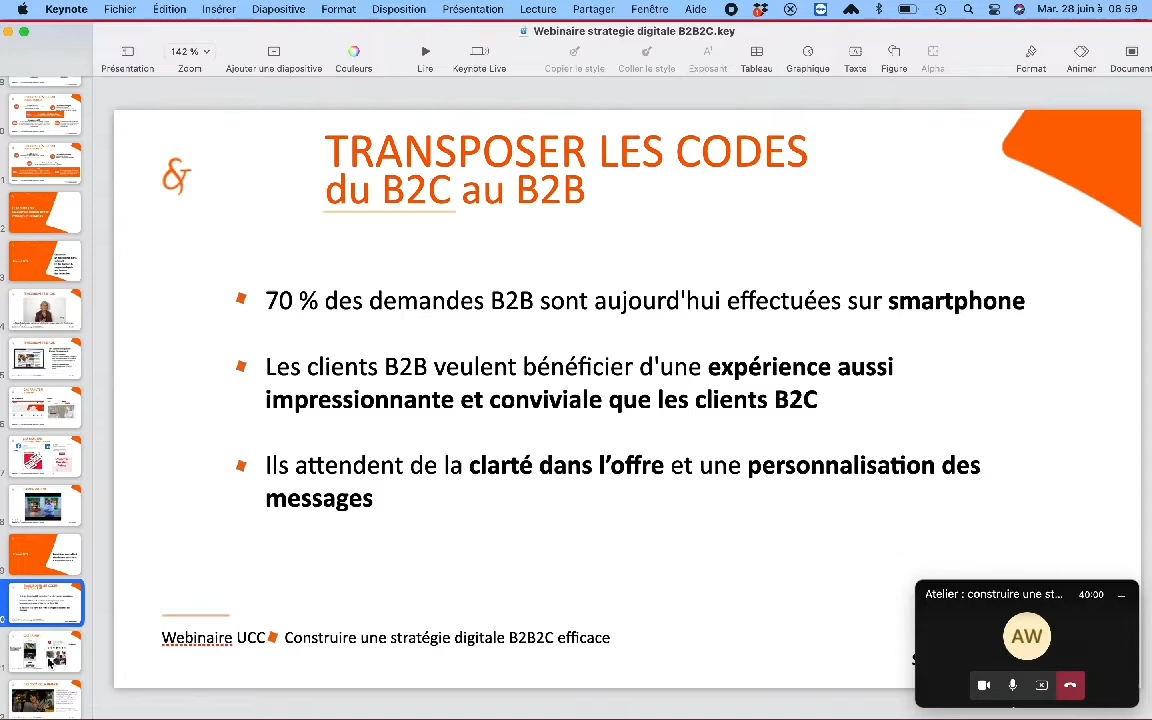 Keynote Fichier Édition Insérer Diapositive Format Disposition Présentation Lecture Partager Fenêtre Aide Mar. 28 juin à 08 59
Webinaire strategie digitale B2B2C.key
142 %
Présentation Zoom Ajouter une diapositive Couleurs Lire Keynote Live Copier le style Coller le style Exposant Tableau Graphique Texte Figure Alpha Format Animer Document
&
TRANSPOSER LES CODES
du B2C au B2B
70 % des demandes B2B sont aujourd'hui effectuées sur smartphone
Les clients B2B veulent bénéficier d'une expérience aussi
impressionnante et conviviale que les clients B2C
Ils attendent de la clarté dans l’offre et une personnalisation des
messages
Webinaire UCC Construire une stratégie digitale B2B2C efficace
Atelier : construire une st... 40:00
AW